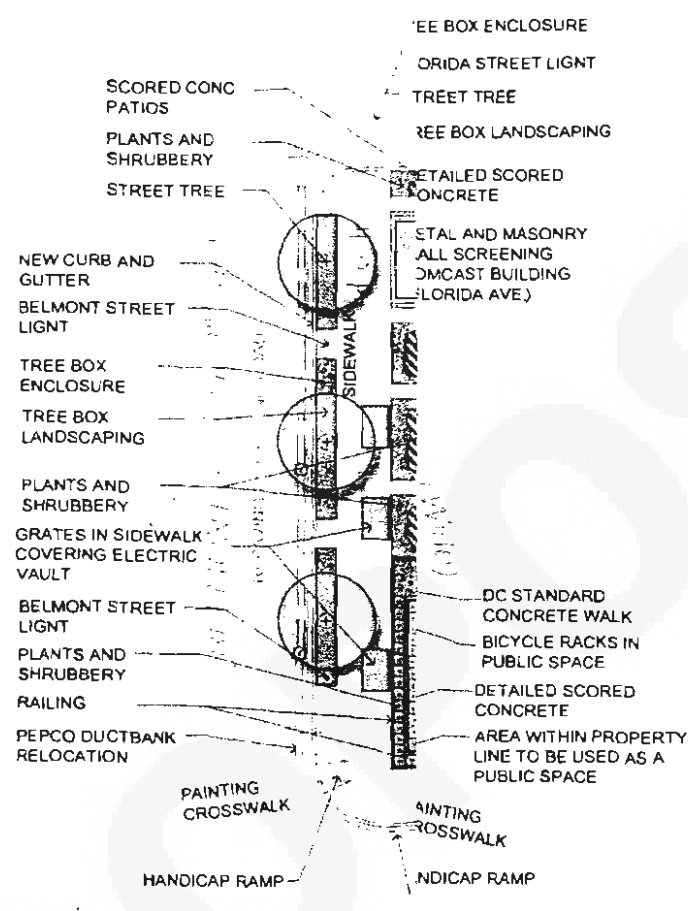 EE BOX ENCLOSURE
ORIDA STREET LIGHT
TREET TREE
REE BOX LANDSCAPING
SCORED CONC
PATIOS
PLANTS AND
SHRUBBERY
STREET TREE
ETAILED SCORED
ONCRETE
ETAL AND MASONRY
ALL SCREENING
OMCAST BUILDING
LORIDA AVE.)
NEW CURB AND
GUTTER
BELMONT STREET
LIGNT
TREE BOX
ENCLOSURE
TREE BOX
LANDSCAPING
SIDEWALK
PLANTS AND
SHRUBBERY
GRATES IN SIDEWALK
COVERING ELECTRIC
VAULT
BELMONT STREET
LIGNT
PLANTS AND
SHRUBBERY
RAILING
PEPCO DUCTBANK
RELOCATION
DC STANDARD
CONCRETE WALK
BICYCLE RACKS IN
PUBLIC SPACE
DETAILED SCORED
CONCRETE
AREA WITHIN PROPERTY
LINE TO BE USED AS A
PUBLIC SPACE
PAINTING
CROSSWALK
AINTING
ROSSWALK
HANDICAP RAMP
NDICAP RAMP